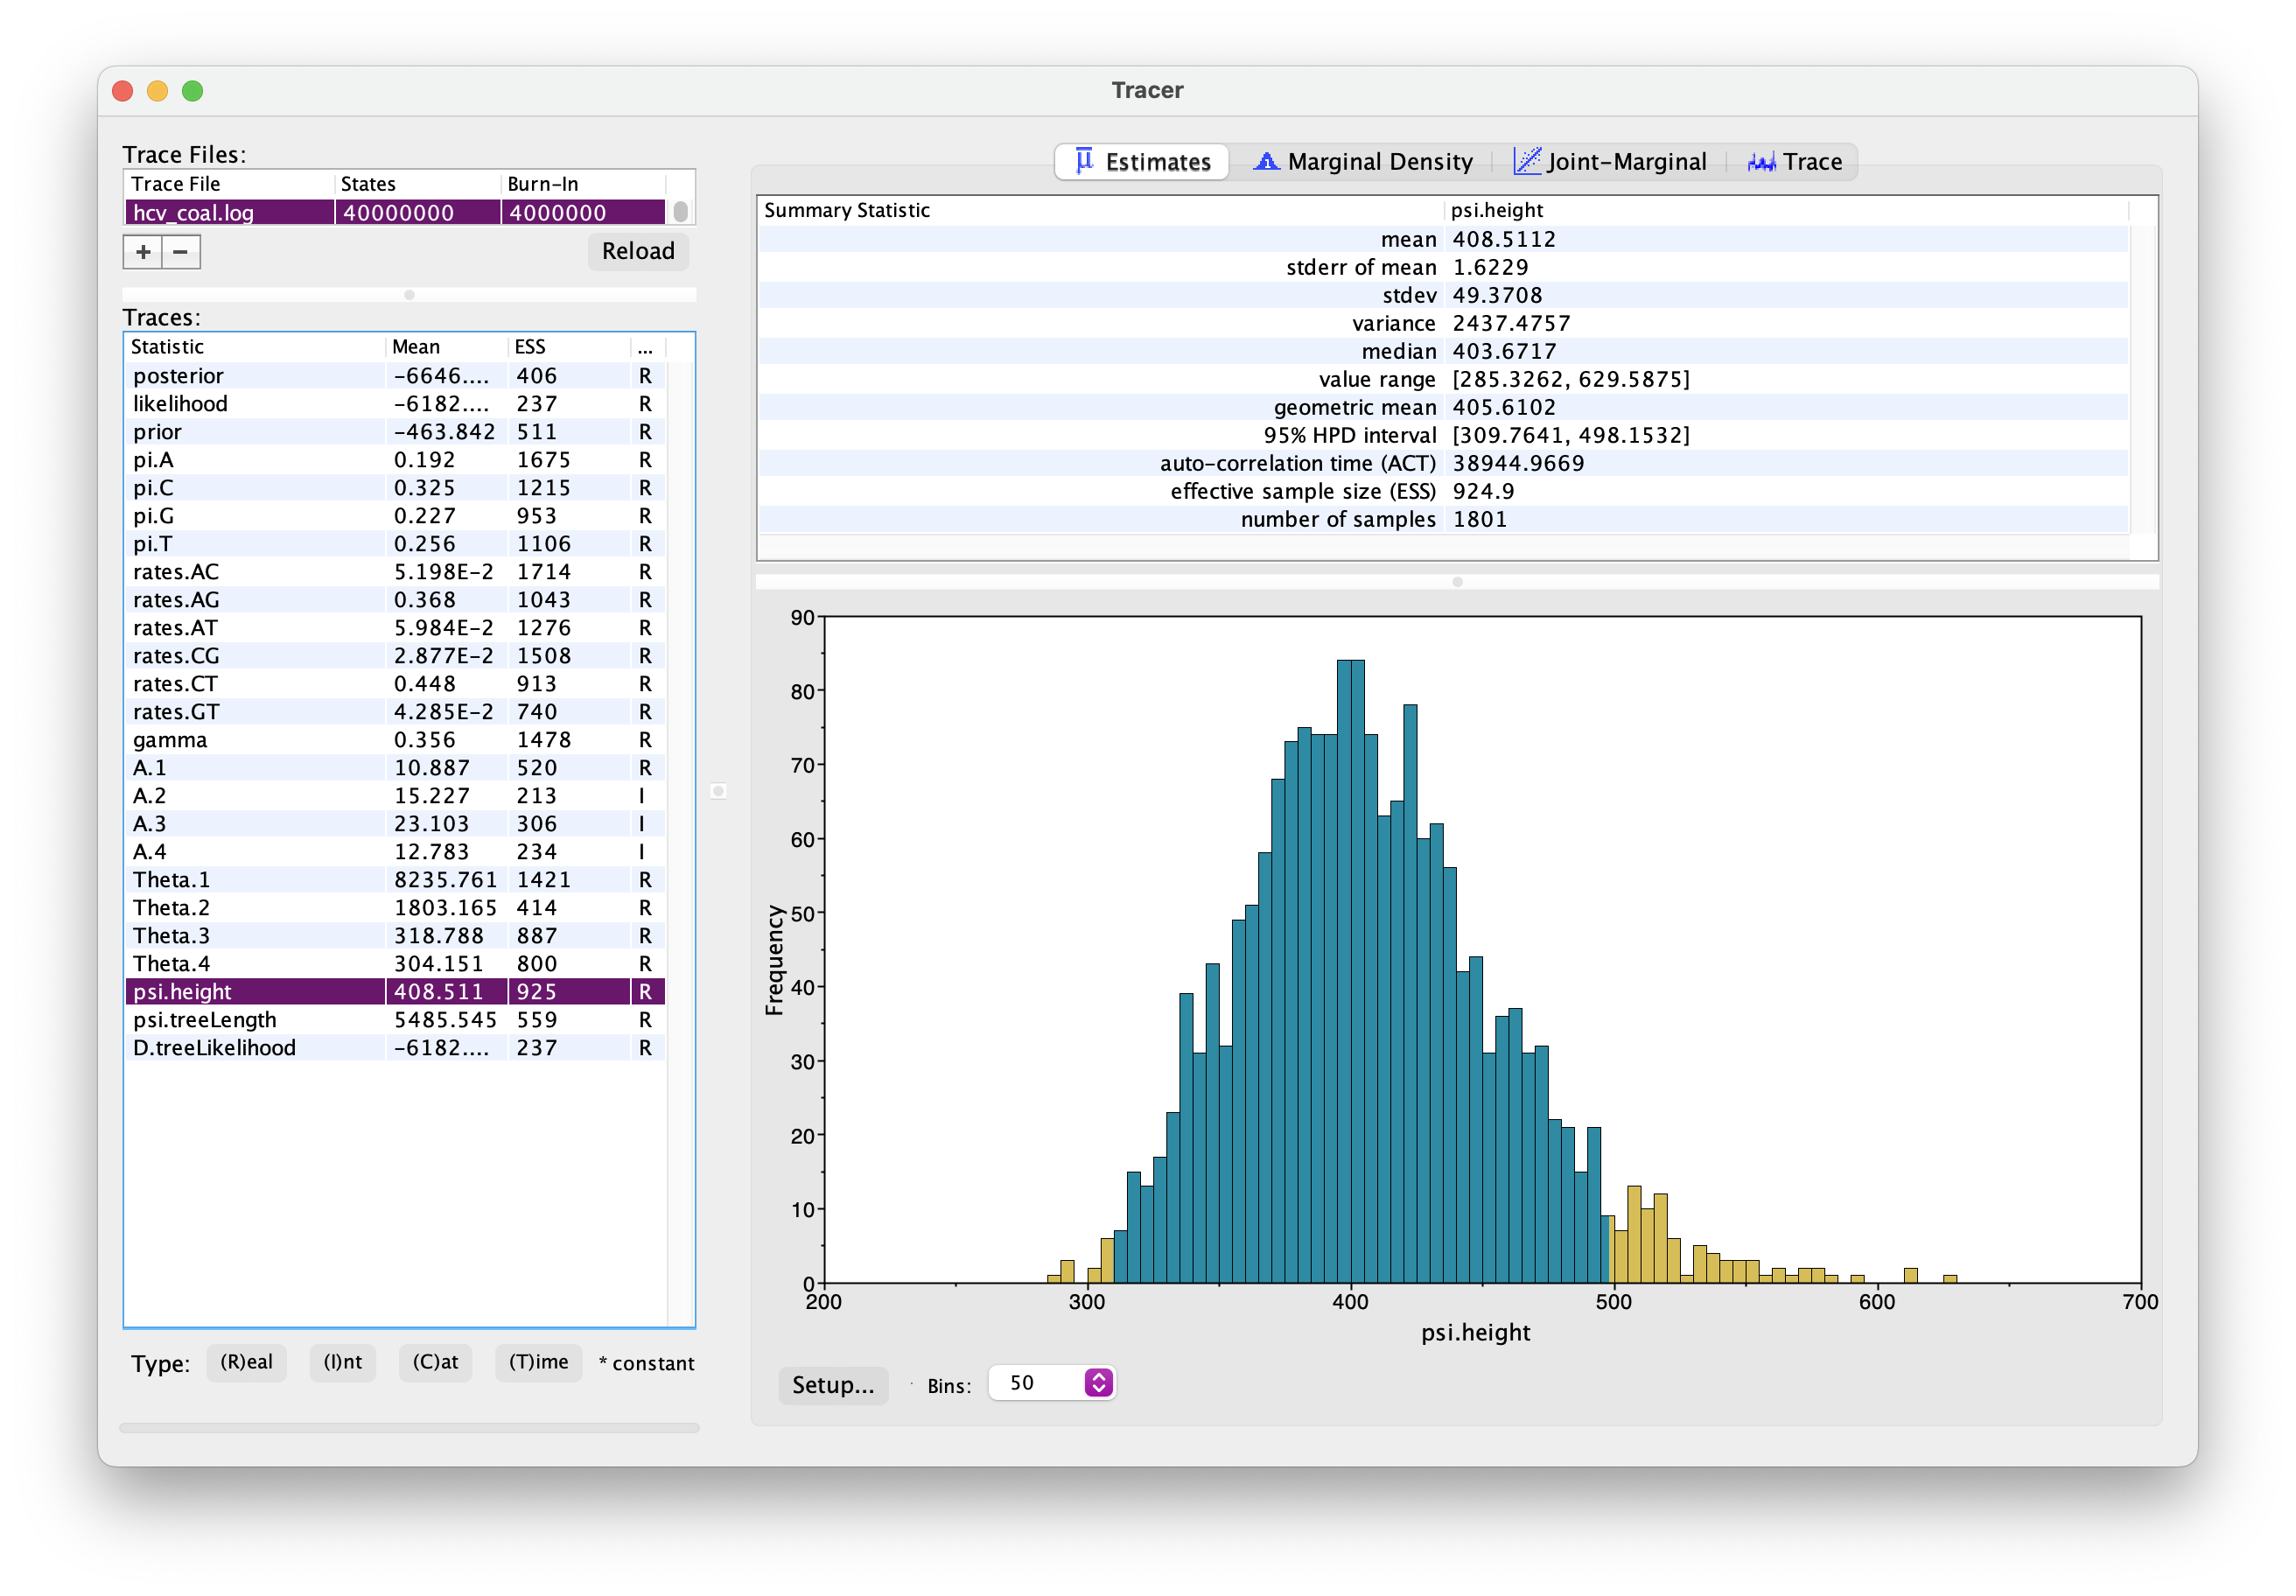 Tracer
Trace Files:
Trace File States Burn-In
hcv_coal.log 40000000 4000000
+ − Reload
Traces:
Statistic Mean ESS ...
posterior −6646.... 406 R
likelihood −6182.... 237 R
prior −463.842 511 R
pi.A 0.192 1675 R
pi.C 0.325 1215 R
pi.G 0.227 953 R
pi.T 0.256 1106 R
rates.AC 5.198E−2 1714 R
rates.AG 0.368 1043 R
rates.AT 5.984E−2 1276 R
rates.CG 2.877E−2 1508 R
rates.CT 0.448 913 R
rates.GT 4.285E−2 740 R
gamma 0.356 1478 R
A.1 10.887 520 R
A.2 15.227 213 I
A.3 23.103 306 I
A.4 12.783 234 I
Theta.1 8235.761 1421 R
Theta.2 1803.165 414 R
Theta.3 318.788 887 R
Theta.4 304.151 800 R
psi.height 408.511 925 R
psi.treeLength 5485.545 559 R
D.treeLikelihood −6182.... 237 R
Type: (R)eal (I)nt (C)at (T)ime * constant
Estimates Marginal Density Joint-Marginal Trace
Summary Statistic psi.height
mean 408.5112
stderr of mean 1.6229
stdev 49.3708
variance 2437.4757
median 403.6717
value range [285.3262, 629.5875]
geometric mean 405.6102
95% HPD interval [309.7641, 498.1532]
auto-correlation time (ACT) 38944.9669
effective sample size (ESS) 924.9
number of samples 1801
90
80
70
60
50
40
30
20
10
0
Frequency
200 300 400 500 600 700
psi.height
Setup... Bins: 50